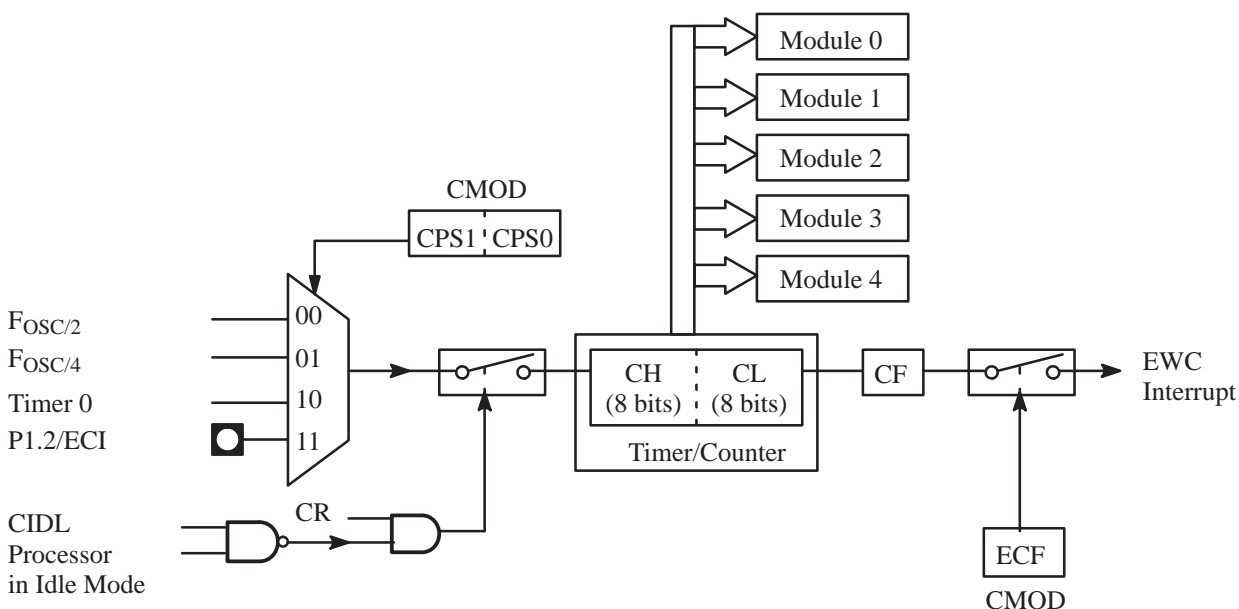 Module 0
Module 1
Module 2
Module 3
Module 4
CMOD
CPS1 CPS0
F_OSC/2
F_OSC/4
Timer 0
P1.2/ECI
00
01
10
11
CH
(8 bits)
CL
(8 bits)
Timer/Counter
CF
EWC
Interrupt
CIDL
Processor
in Idle Mode
CR
ECF
CMOD